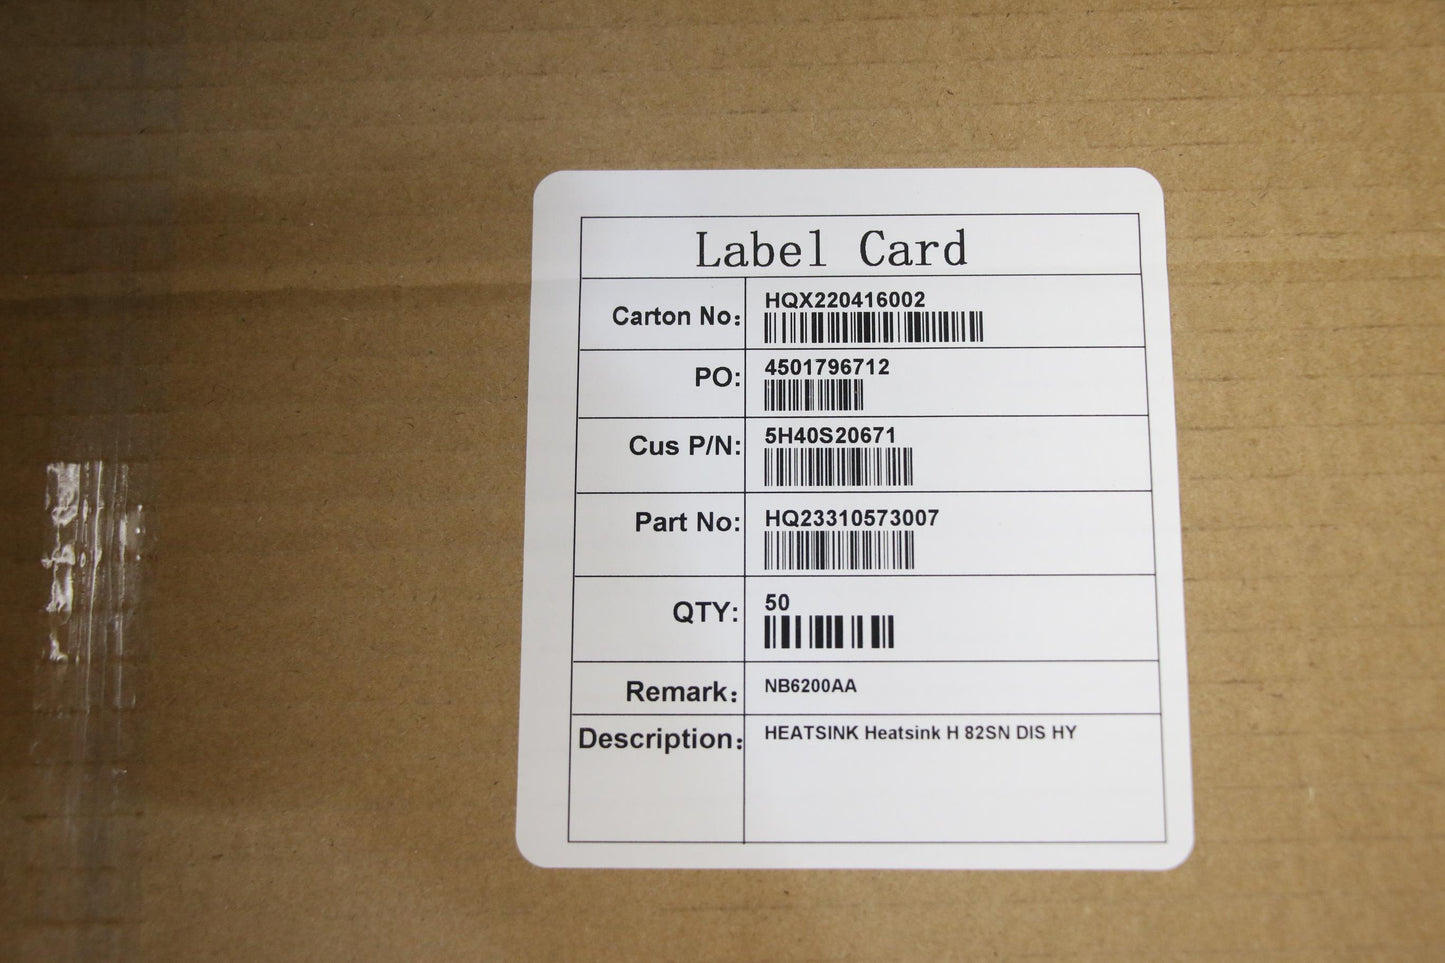 Label Card
Carton No: HQX220416002
PO: 4501796712
Cus P/N: 5H40S20671
Part No: HQ23310573007
QTY: 50
Remark: NB6200AA
Description: HEATSINK Heatsink H 82SN DIS HY